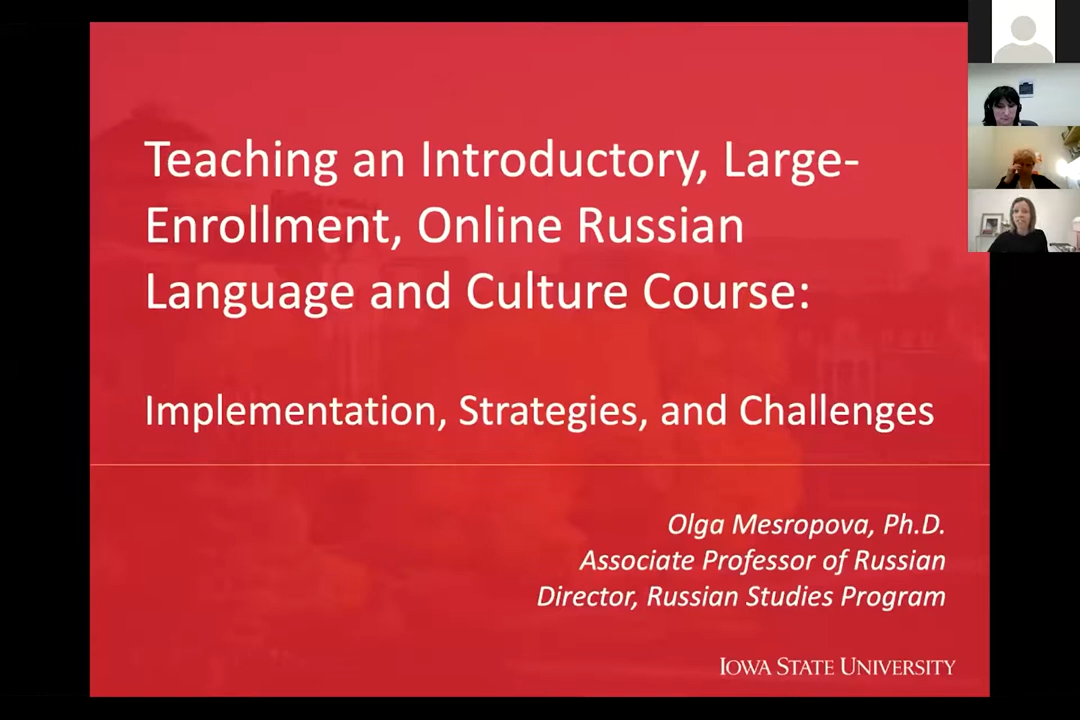 Teaching an Introductory, Large-
Enrollment, Online Russian
Language and Culture Course:
Implementation, Strategies, and Challenges
Olga Mesropova, Ph.D.
Associate Professor of Russian
Director, Russian Studies Program
IOWA STATE UNIVERSITY